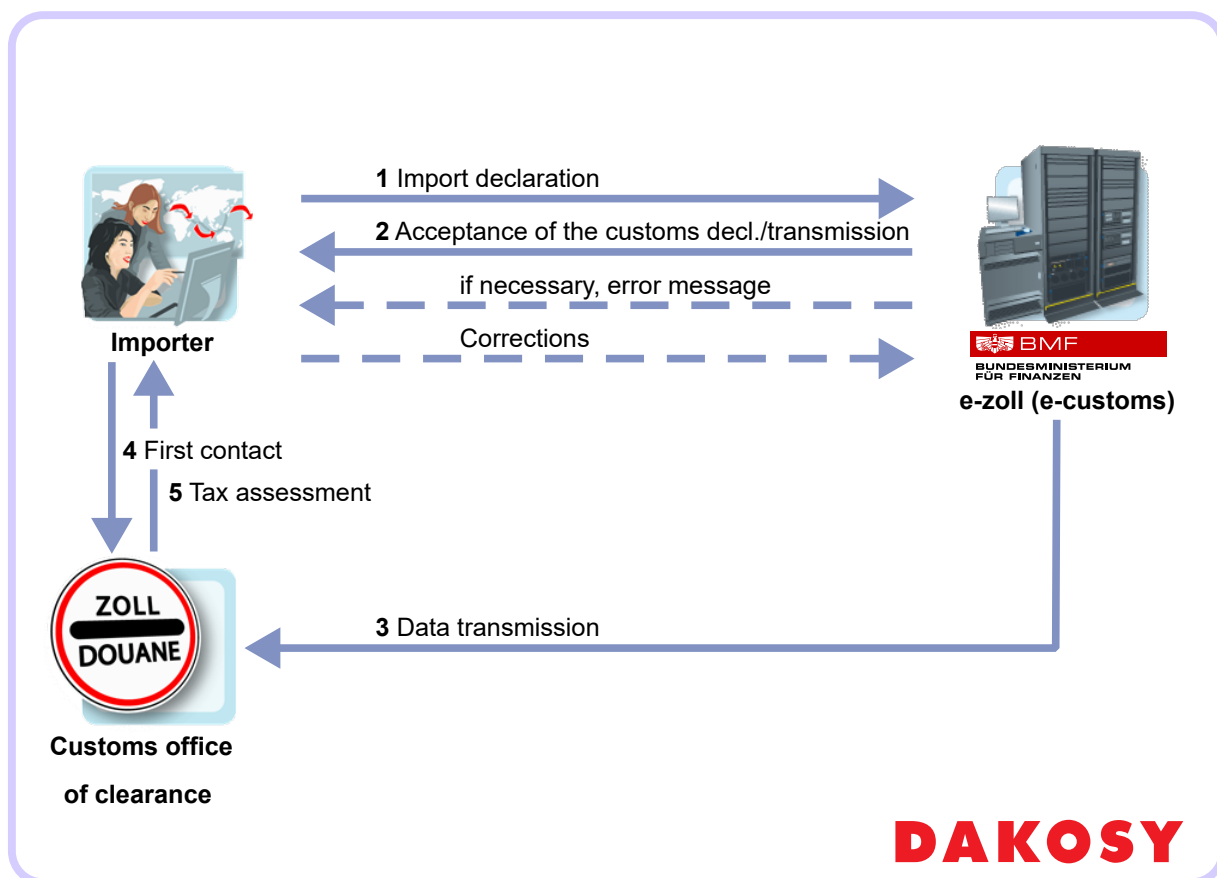 1 Import declaration
2 Acceptance of the customs decl./transmission
if necessary, error message
Corrections
Importer
BMF
BUNDESMINISTERIUM
FÜR FINANZEN
e-zoll (e-customs)
4 First contact
5 Tax assessment
ZOLL
DOUANE
3 Data transmission
Customs office
of clearance
DAKOSY